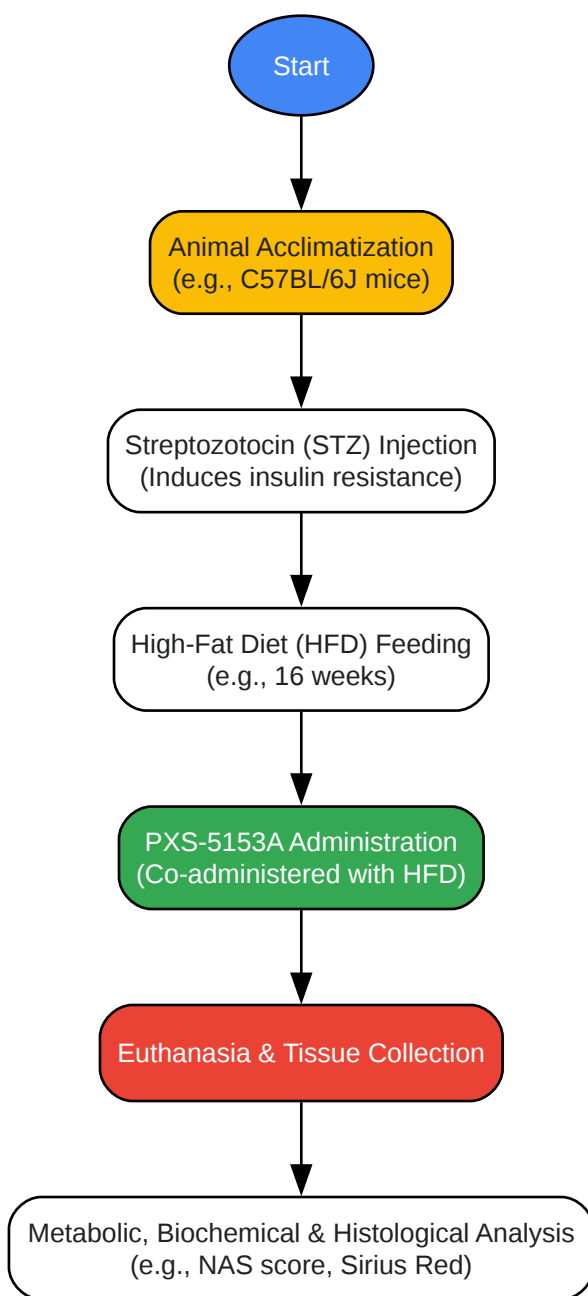 Start
Animal Acclimatization
(e.g., C57BL/6J mice)
Streptozotocin (STZ) Injection
(Induces insulin resistance)
High-Fat Diet (HFD) Feeding
(e.g., 16 weeks)
PXS-5153A Administration
(Co-administered with HFD)
Euthanasia & Tissue Collection
Metabolic, Biochemical & Histological Analysis
(e.g., NAS score, Sirius Red)